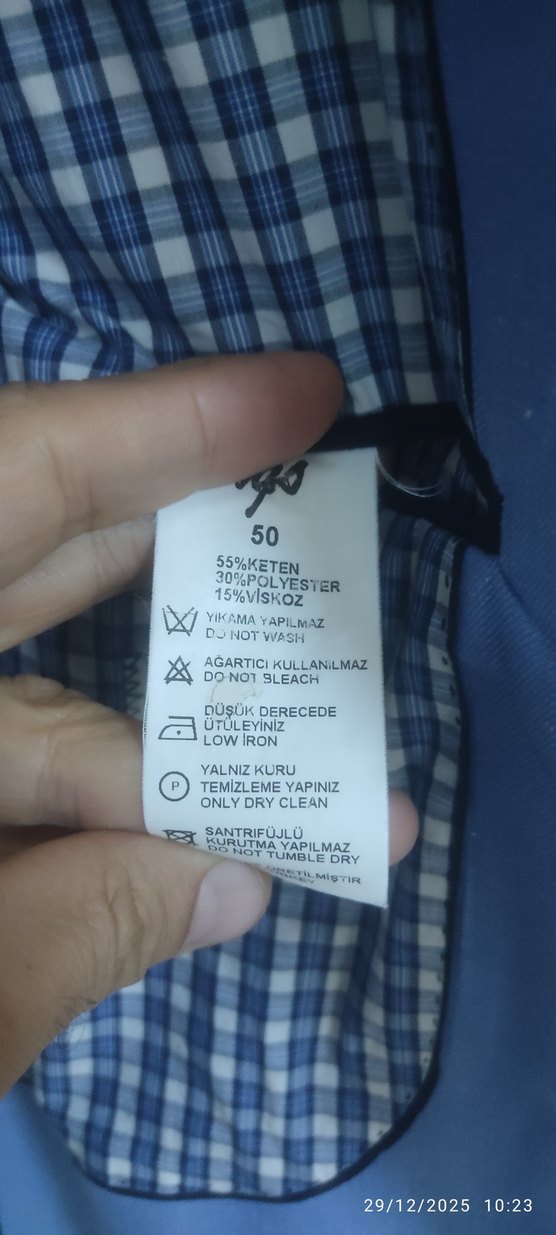 50
55%KETEN
30%POLYESTER
15%VİSKOZ
YIKAMA YAPILMAZ
DO NOT WASH
AĞARTICI KULLANILMAZ
DO NOT BLEACH
DÜŞÜK DERECEDE
ÜTÜLEYİNİZ
LOW İRON
P
YALNIZ KURU
TEMİZLEME YAPINIZ
ONLY DRY CLEAN
SANTRİFÜJLÜ
KURUTMA YAPILMAZ
DO NOT TUMBLE DRY
29/12/2025 10:23